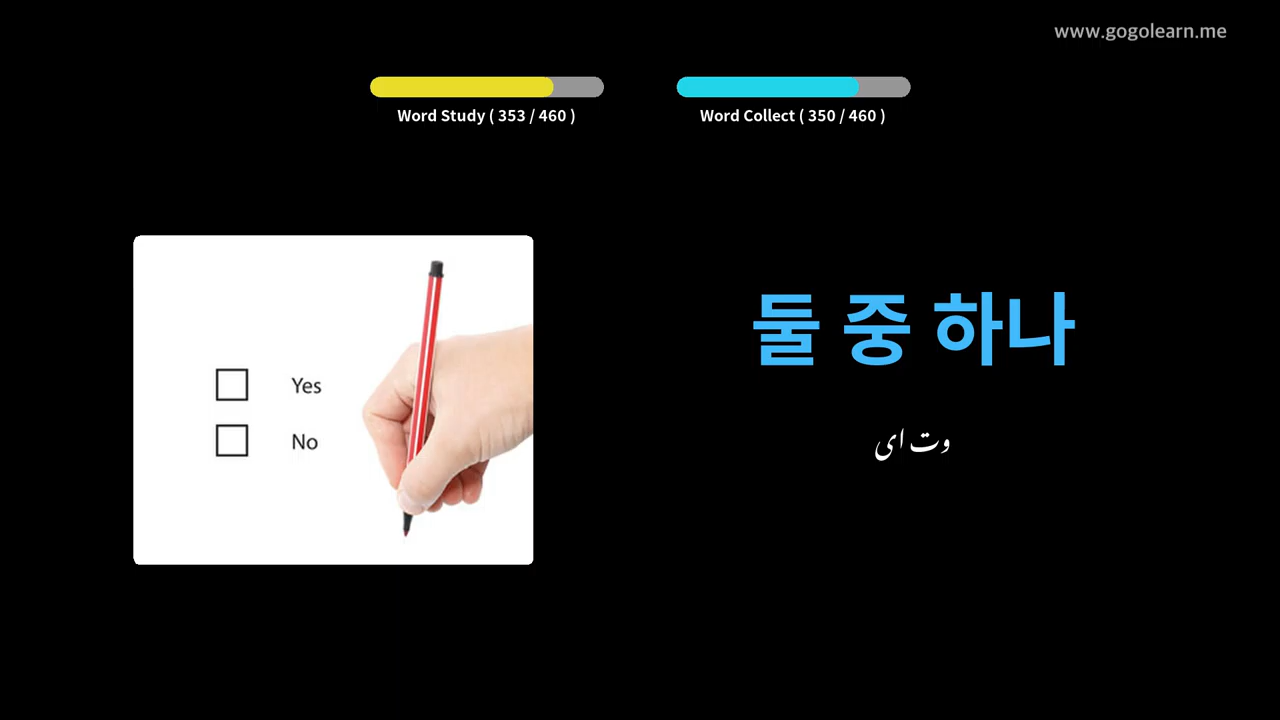 www.gogolearn.me
Word Study ( 353 / 460 )
Word Collect ( 350 / 460 )
Yes
No
둘 중 하나
وت ای